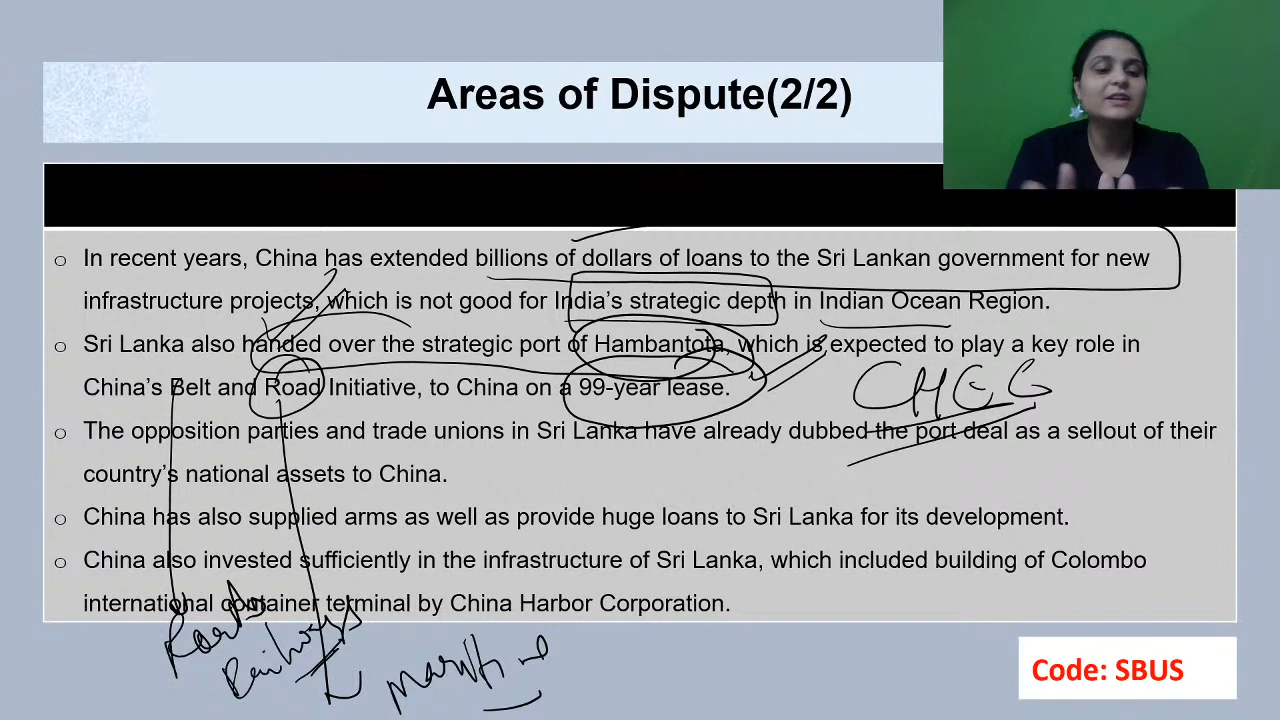 Areas of Dispute(2/2)
o In recent years, China has extended billions of dollars of loans to the Sri Lankan government for new
infrastructure projects, which is not good for India's strategic depth in Indian Ocean Region.
o Sri Lanka also handed over the strategic port of Hambantota, which is expected to play a key role in
China's Belt and Road Initiative, to China on a 99-year lease.
o The opposition parties and trade unions in Sri Lanka have already dubbed the port deal as a sellout of their
country's national assets to China.
o China has also supplied arms as well as provide huge loans to Sri Lanka for its development.
o China also invested sufficiently in the infrastructure of Sri Lanka, which included building of Colombo
international container terminal by China Harbor Corporation.
Roads
Railways
Maritime
Code: SBUS